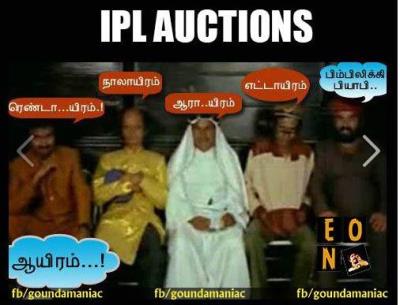 IPL AUCTIONS
ரெண்டா...யிரம்.!
நாலாயிரம்
ஆரா..யிரம்
எட்டாயிரம்
பிம்பிலிக்கி
பியாபி..
ஆயிரம்...!
E O
N
fb/goundamaniac
fb/goundamaniac
fb/goundamaniac